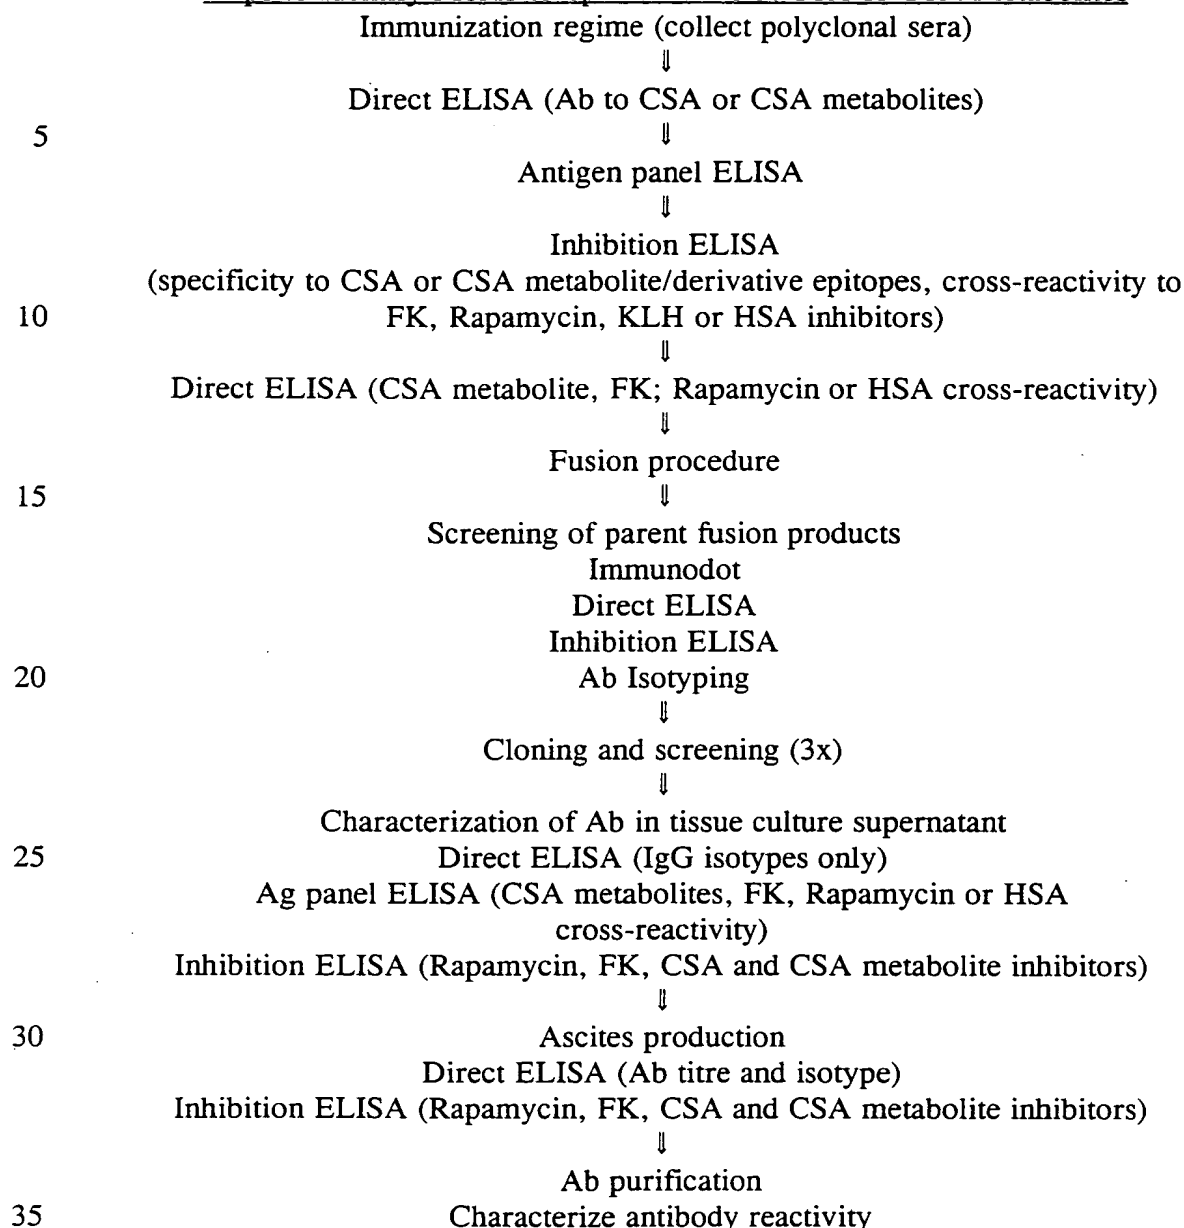 Immunization regime (collect polyclonal sera)
⇓
Direct ELISA (Ab to CSA or CSA metabolites)
5 ⇓
Antigen panel ELISA
⇓
Inhibition ELISA
(specificity to CSA or CSA metabolite/derivative epitopes, cross-reactivity to
10 FK, Rapamycin, KLH or HSA inhibitors)
⇓
Direct ELISA (CSA metabolite, FK; Rapamycin or HSA cross-reactivity)
⇓
Fusion procedure
15 ⇓
Screening of parent fusion products
Immunodot
Direct ELISA
Inhibition ELISA
20 Ab Isotyping
⇓
Cloning and screening (3x)
⇓
Characterization of Ab in tissue culture supernatant
25 Direct ELISA (IgG isotypes only)
Ag panel ELISA (CSA metabolites, FK, Rapamycin or HSA
cross-reactivity)
Inhibition ELISA (Rapamycin, FK, CSA and CSA metabolite inhibitors)
⇓
30 Ascites production
Direct ELISA (Ab titre and isotype)
Inhibition ELISA (Rapamycin, FK, CSA and CSA metabolite inhibitors)
⇓
Ab purification
35 Characterize antibody reactivity